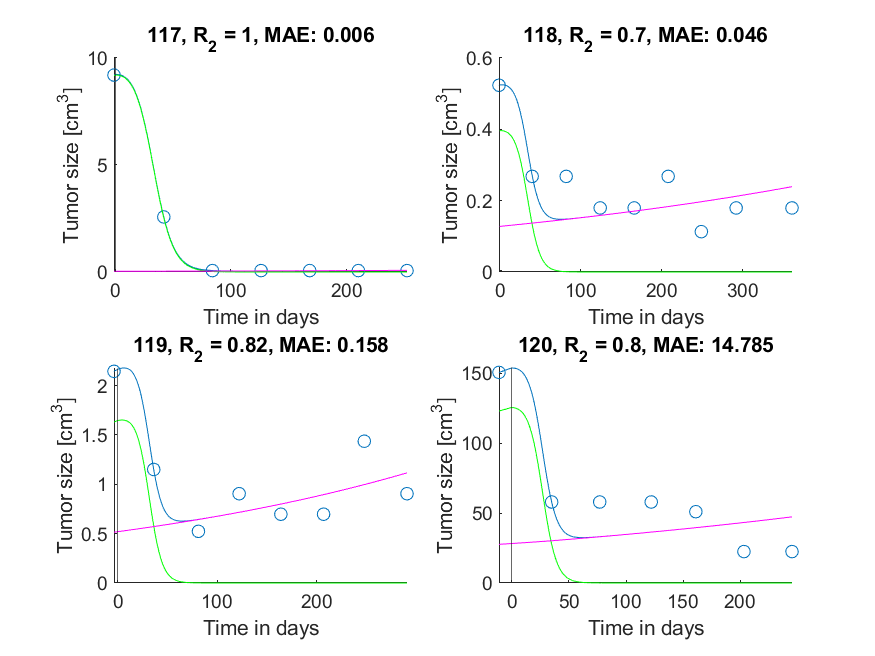 117, R2 = 1, MAE: 0.006
Tumor size [cm3]
10
5
0
0 100 200
Time in days
118, R2 = 0.7, MAE: 0.046
Tumor size [cm3]
0.6
0.4
0.2
0
0 100 200 300
Time in days
119, R2 = 0.82, MAE: 0.158
Tumor size [cm3]
2
1.5
1
0.5
0
0 100 200
Time in days
120, R2 = 0.8, MAE: 14.785
Tumor size [cm3]
150
100
50
0
0 50 100 150 200
Time in days